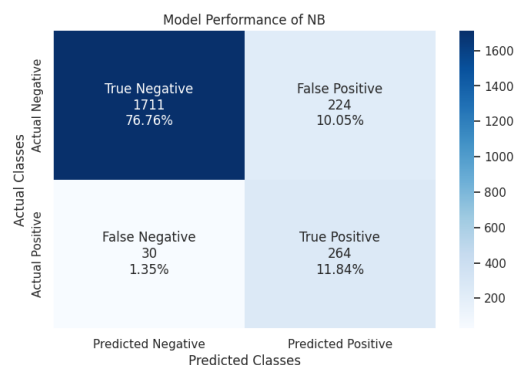 Model Performance of NB
Actual Classes
Actual Negative
Actual Positive
True Negative
1711
76.76%
False Positive
224
10.05%
False Negative
30
1.35%
True Positive
264
11.84%
Predicted Negative
Predicted Positive
Predicted Classes
1600
1400
1200
1000
800
600
400
200